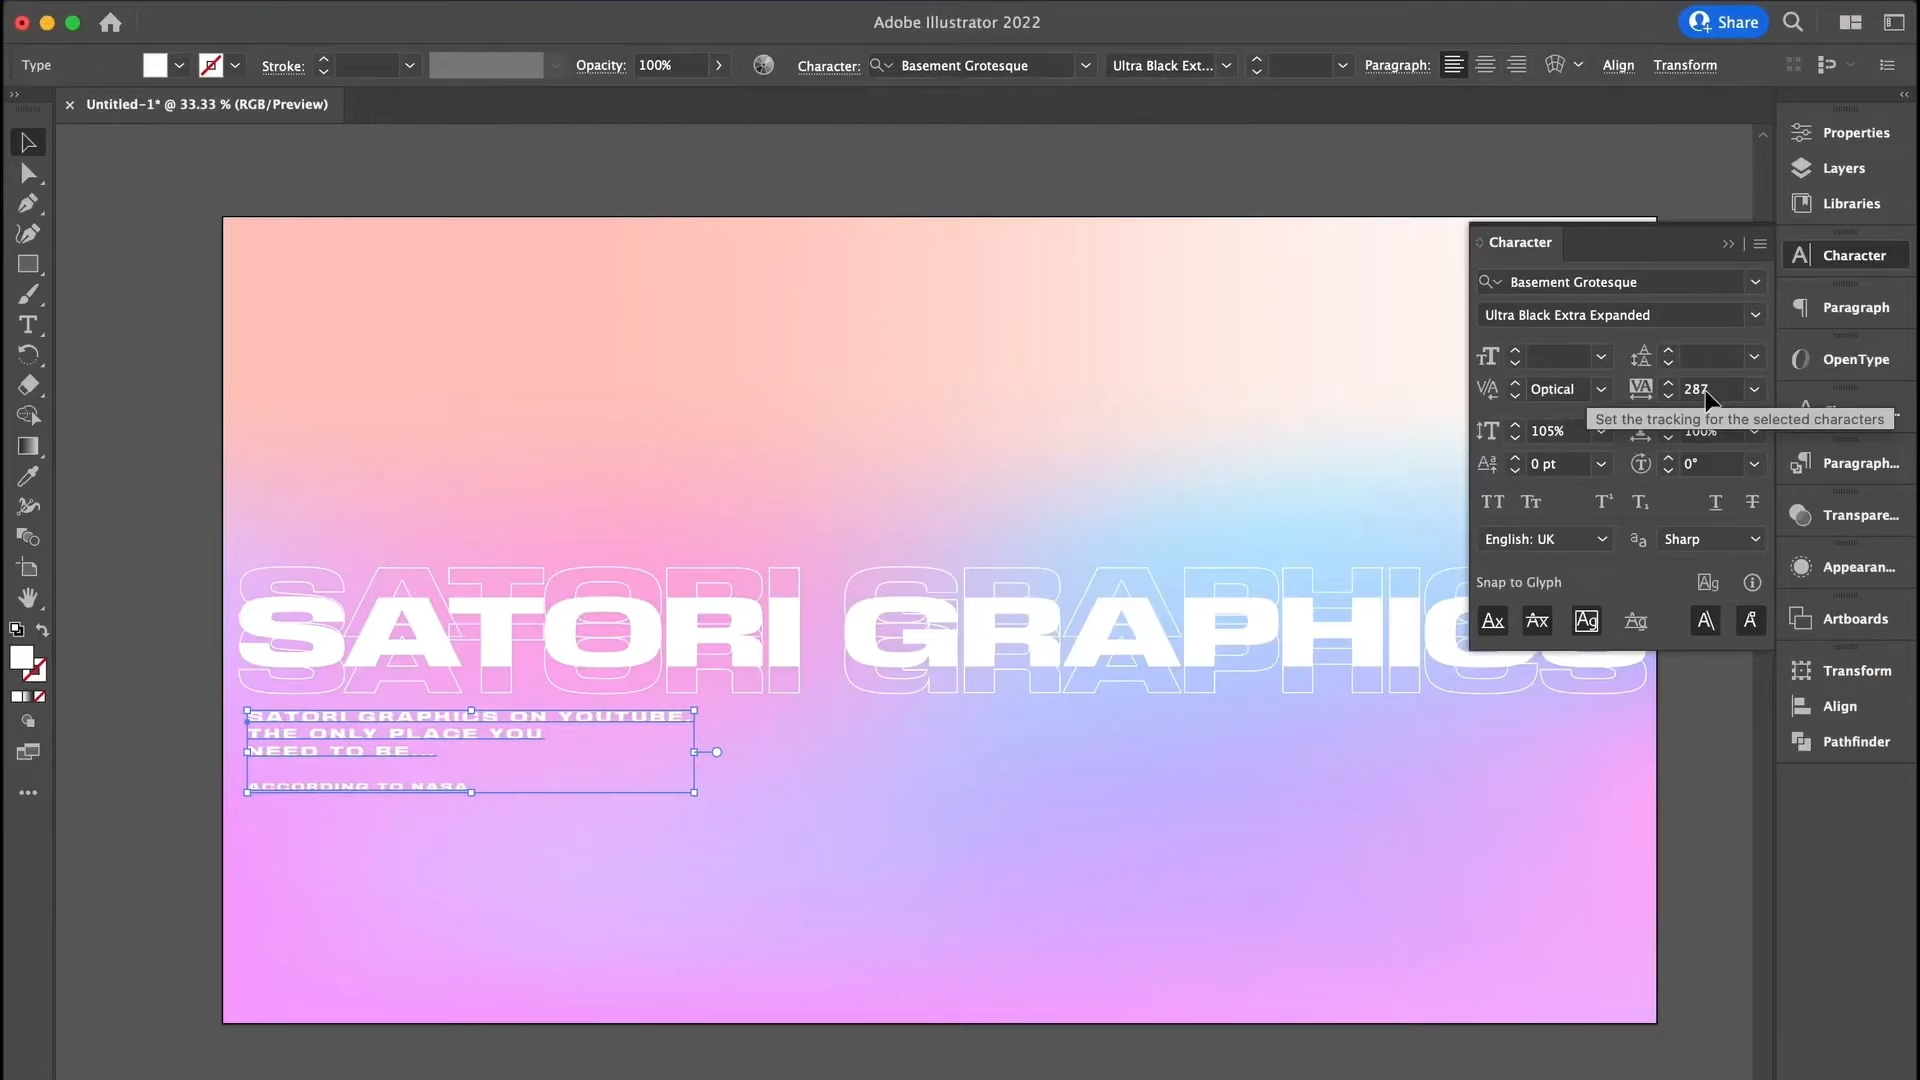 Adobe Illustrator 2022
Share
Type
Stroke:
Opacity: 100%
Character: Basement Grotesque
Ultra Black Ext...
Paragraph:
Align
Transform
Untitled-1* @ 33.33 % (RGB/Preview)
Properties
Layers
Libraries
Character
Paragraph
OpenType
Paragraph...
Transpare...
Appearan...
Artboards
Transform
Align
Pathfinder
Character
Basement Grotesque
Ultra Black Extra Expanded
Optical
287
Set the tracking for the selected characters
105%
100%
0 pt
0°
English: UK
Sharp
Snap to Glyph
SATORI GRAPHICS
SATORI GRAPHICS ON YOUTUBE.
THE ONLY PLACE YOU
NEED TO BE...
ACCORDING TO NASA